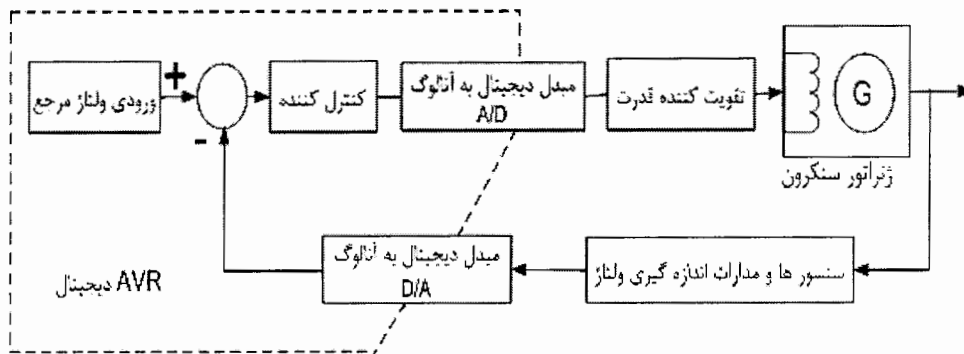 ورودی ولتاژ مرجع
+
-
کنترل کننده
مبدل دیجیتال به آنالوگ
A/D
تقویت کننده قدرت
G
ژنراتور سنکرون
سنسور ها و مدارات اندازه گیری ولتاژ
مبدل دیجیتال به آنالوگ
D/A
AVR دیجیتال